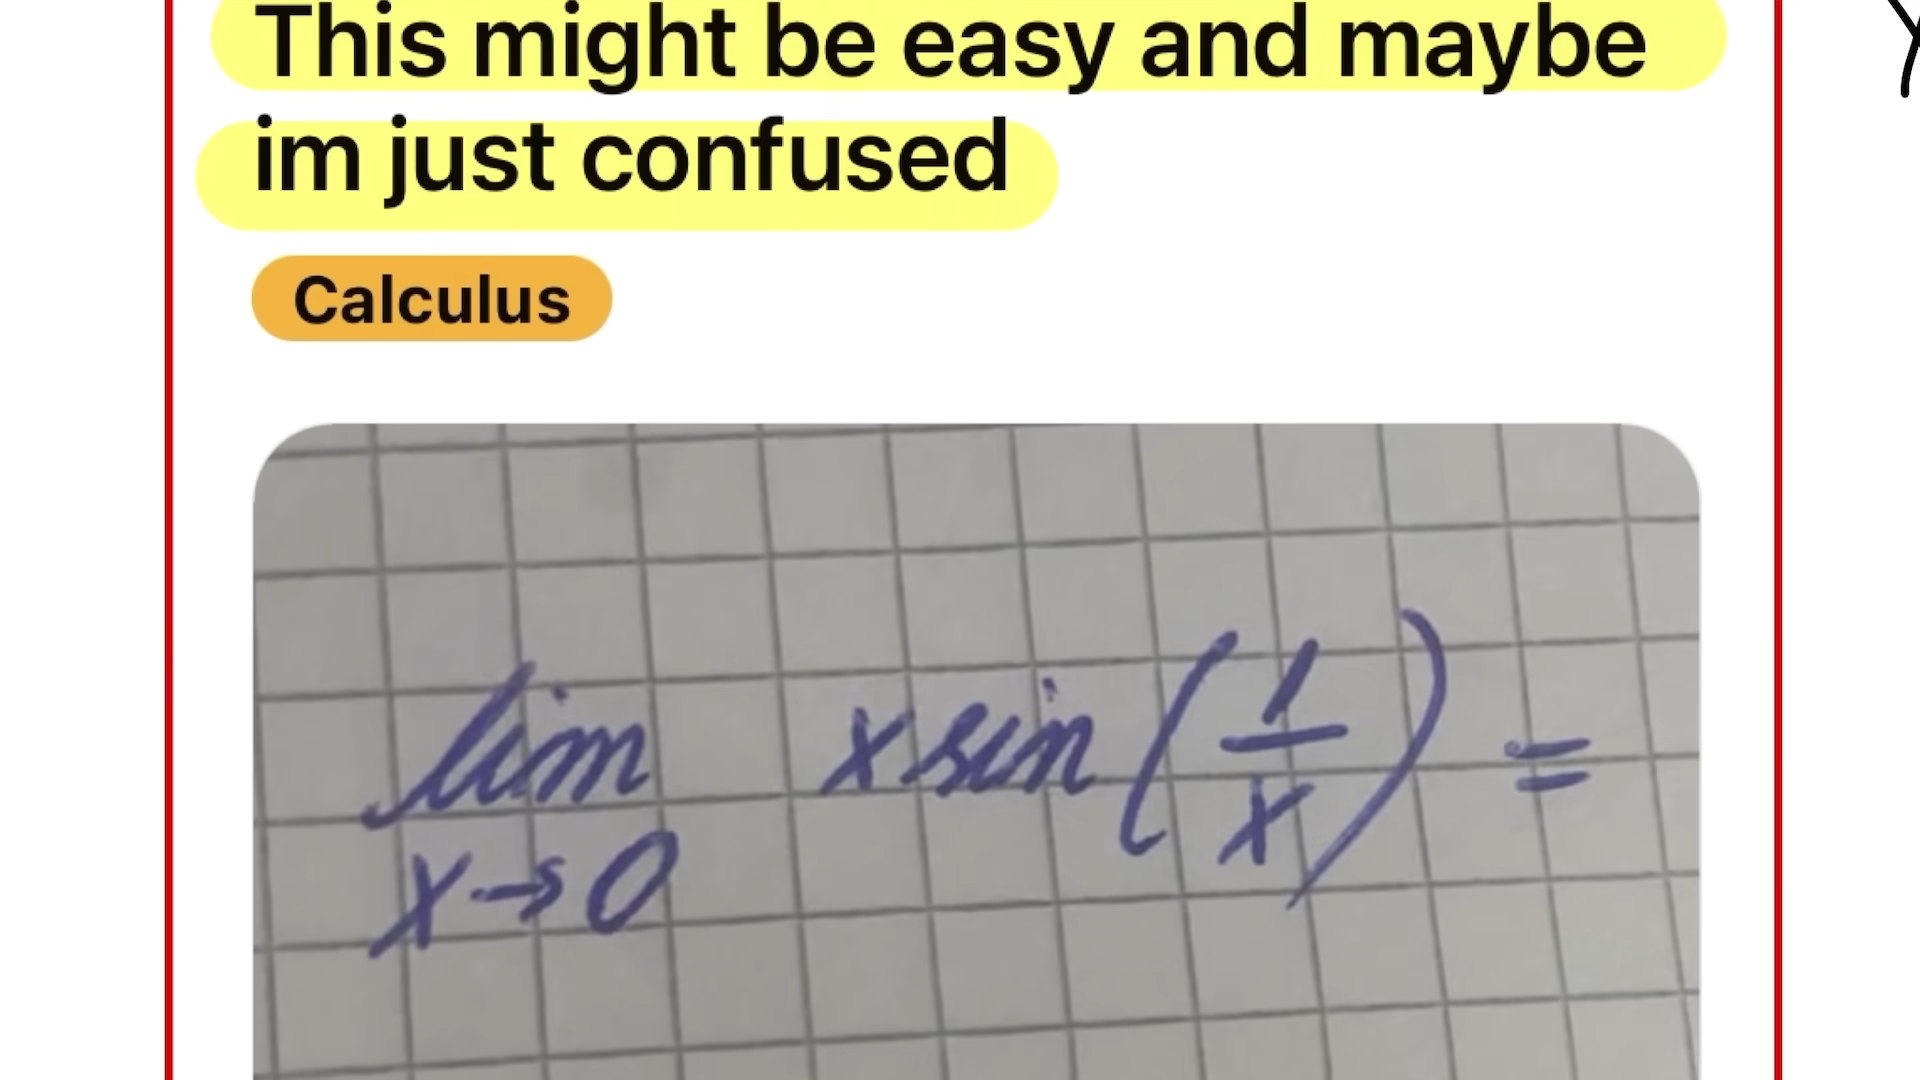 This might be easy and maybe
im just confused
Calculus
lim x sin(1/x) =
x→0